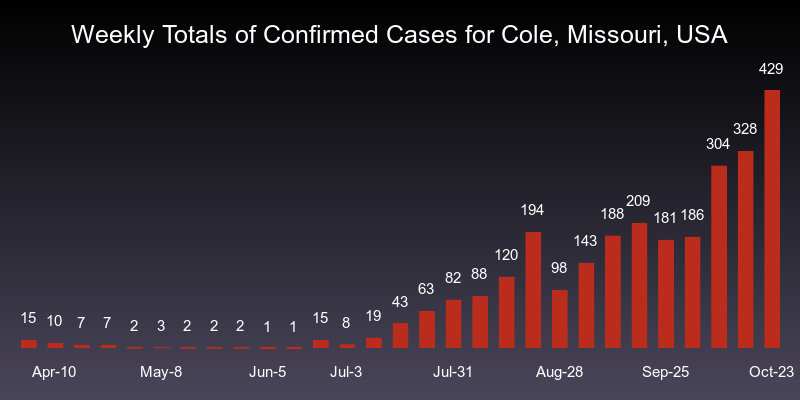 Weekly Totals of Confirmed Cases for Cole, Missouri, USA
15 10 7 7 2 3 2 2 2 1 1 15 8 19 43 63 82 88 120 194 98 143 188 209 181 186 304 328 429
Apr-10 May-8 Jun-5 Jul-3 Jul-31 Aug-28 Sep-25 Oct-23